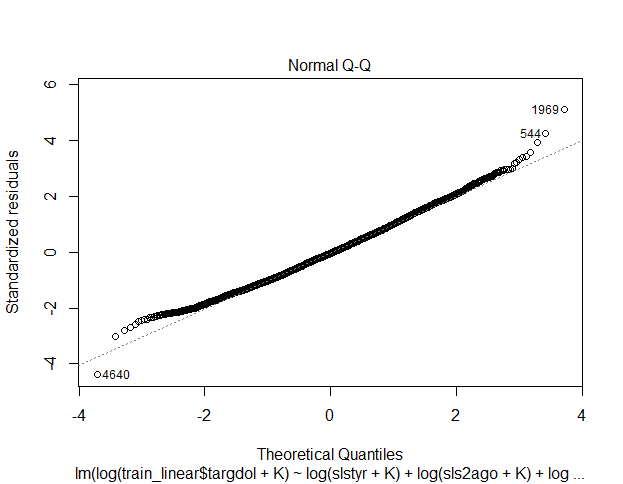 Normal Q-Q
Standardized residuals
6
4
2
0
-2
-4
1969
544
4640
-4 -2 0 2 4
Theoretical Quantiles
lm(log(train_linear$targdol + K) ~ log(slstyr + K) + log(sls2ago + K) + log ...